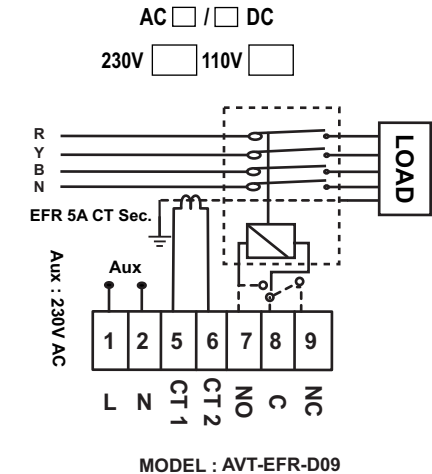 AC / DC
230V 110V
R
Y
B
N
LOAD
EFR 5A CT Sec.
Aux : 230V AC
Aux
1 2 5 6 7 8 9
L N CT 1 CT 2 NO C NC
MODEL : AVT-EFR-D09